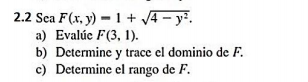 2.2 Sea F(x, y) = 1 + √4 − y².
a) Evalúe F(3, 1).
b) Determine y trace el dominio de F.
c) Determine el rango de F.